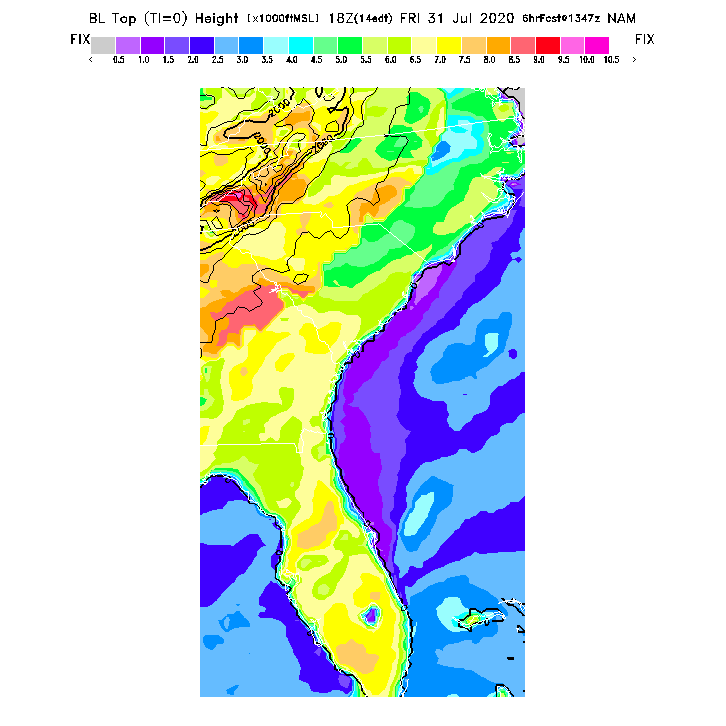 BL Top (TI=0) Height [x1000ftMSL] 18Z(14edt) FRI 31 Jul 2020 6hrFcst@1347z NAM
FIX FIX
< 0.5 1.0 1.5 2.0 2.5 3.0 3.5 4.0 4.5 5.0 5.5 6.0 6.5 7.0 7.5 8.0 8.5 9.0 9.5 10.0 10.5 >
2000
2000
2000